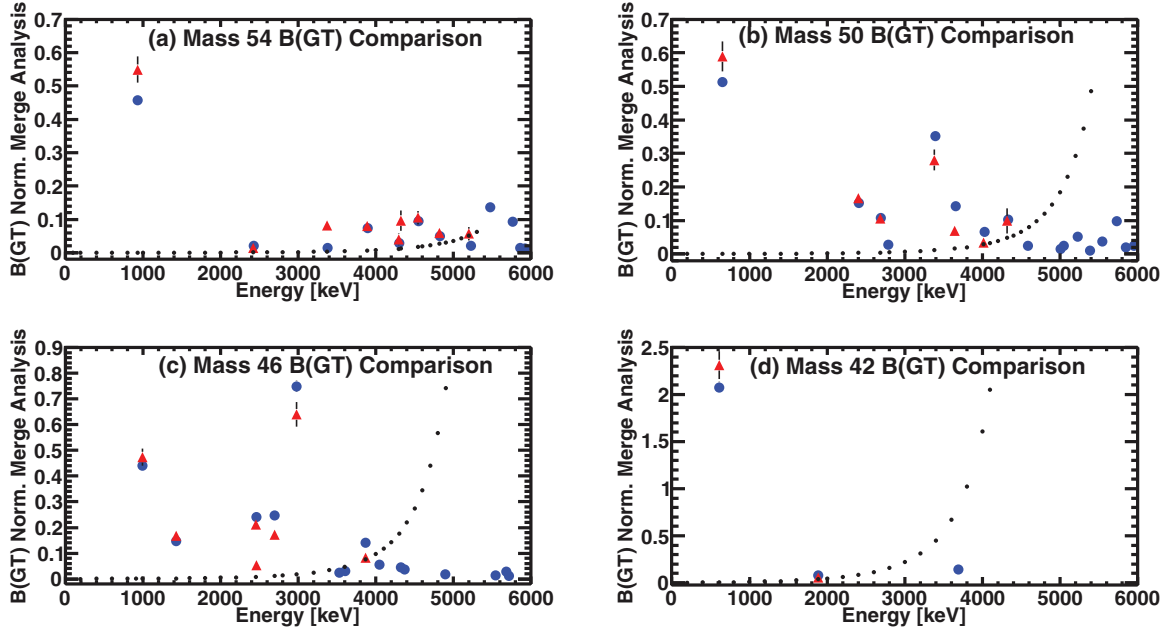 (a) Mass 54 B(GT) Comparison
B(GT) Norm. Merge Analysis
0.7
0.6
0.5
0.4
0.3
0.2
0.1
0
0 1000 2000 3000 4000 5000 6000
Energy [keV]
(b) Mass 50 B(GT) Comparison
B(GT) Norm. Merge Analysis
0.7
0.6
0.5
0.4
0.3
0.2
0.1
0
0 1000 2000 3000 4000 5000 6000
Energy [keV]
(c) Mass 46 B(GT) Comparison
B(GT) Norm. Merge Analysis
0.9
0.8
0.7
0.6
0.5
0.4
0.3
0.2
0.1
0
0 1000 2000 3000 4000 5000 6000
Energy [keV]
(d) Mass 42 B(GT) Comparison
B(GT) Norm. Merge Analysis
2.5
2
1.5
1
0.5
0
0 1000 2000 3000 4000 5000 6000
Energy [keV]